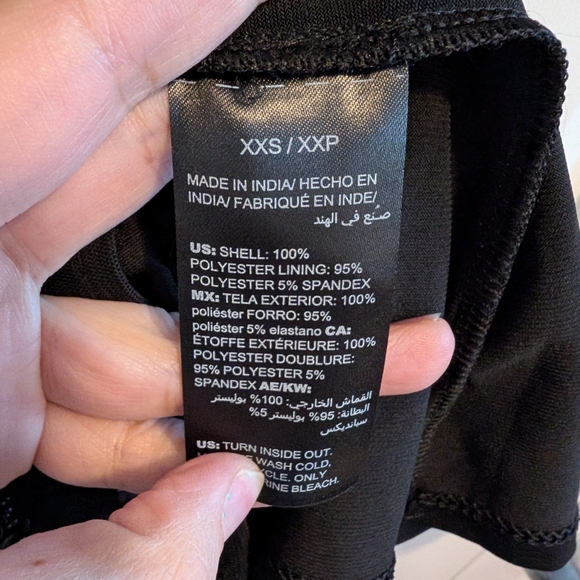 XXS / XXP
MADE IN INDIA/ HECHO EN
INDIA/ FABRIQUÉ EN INDE/
صُنع في الهند
US: SHELL: 100%
POLYESTER LINING: 95%
POLYESTER 5% SPANDEX
MX: TELA EXTERIOR: 100%
poliéster FORRO: 95%
poliéster 5% elastano CA:
ÉTOFFE EXTÉRIEURE: 100%
POLYESTER DOUBLURE:
95% POLYESTER 5%
SPANDEX AE/KW:
القماش الخارجي: 100% بوليستر
البطانة: 95% بوليستر 5%
سبانديكس
US: TURN INSIDE OUT.
WASH COLD,
ONLY
BLEACH.